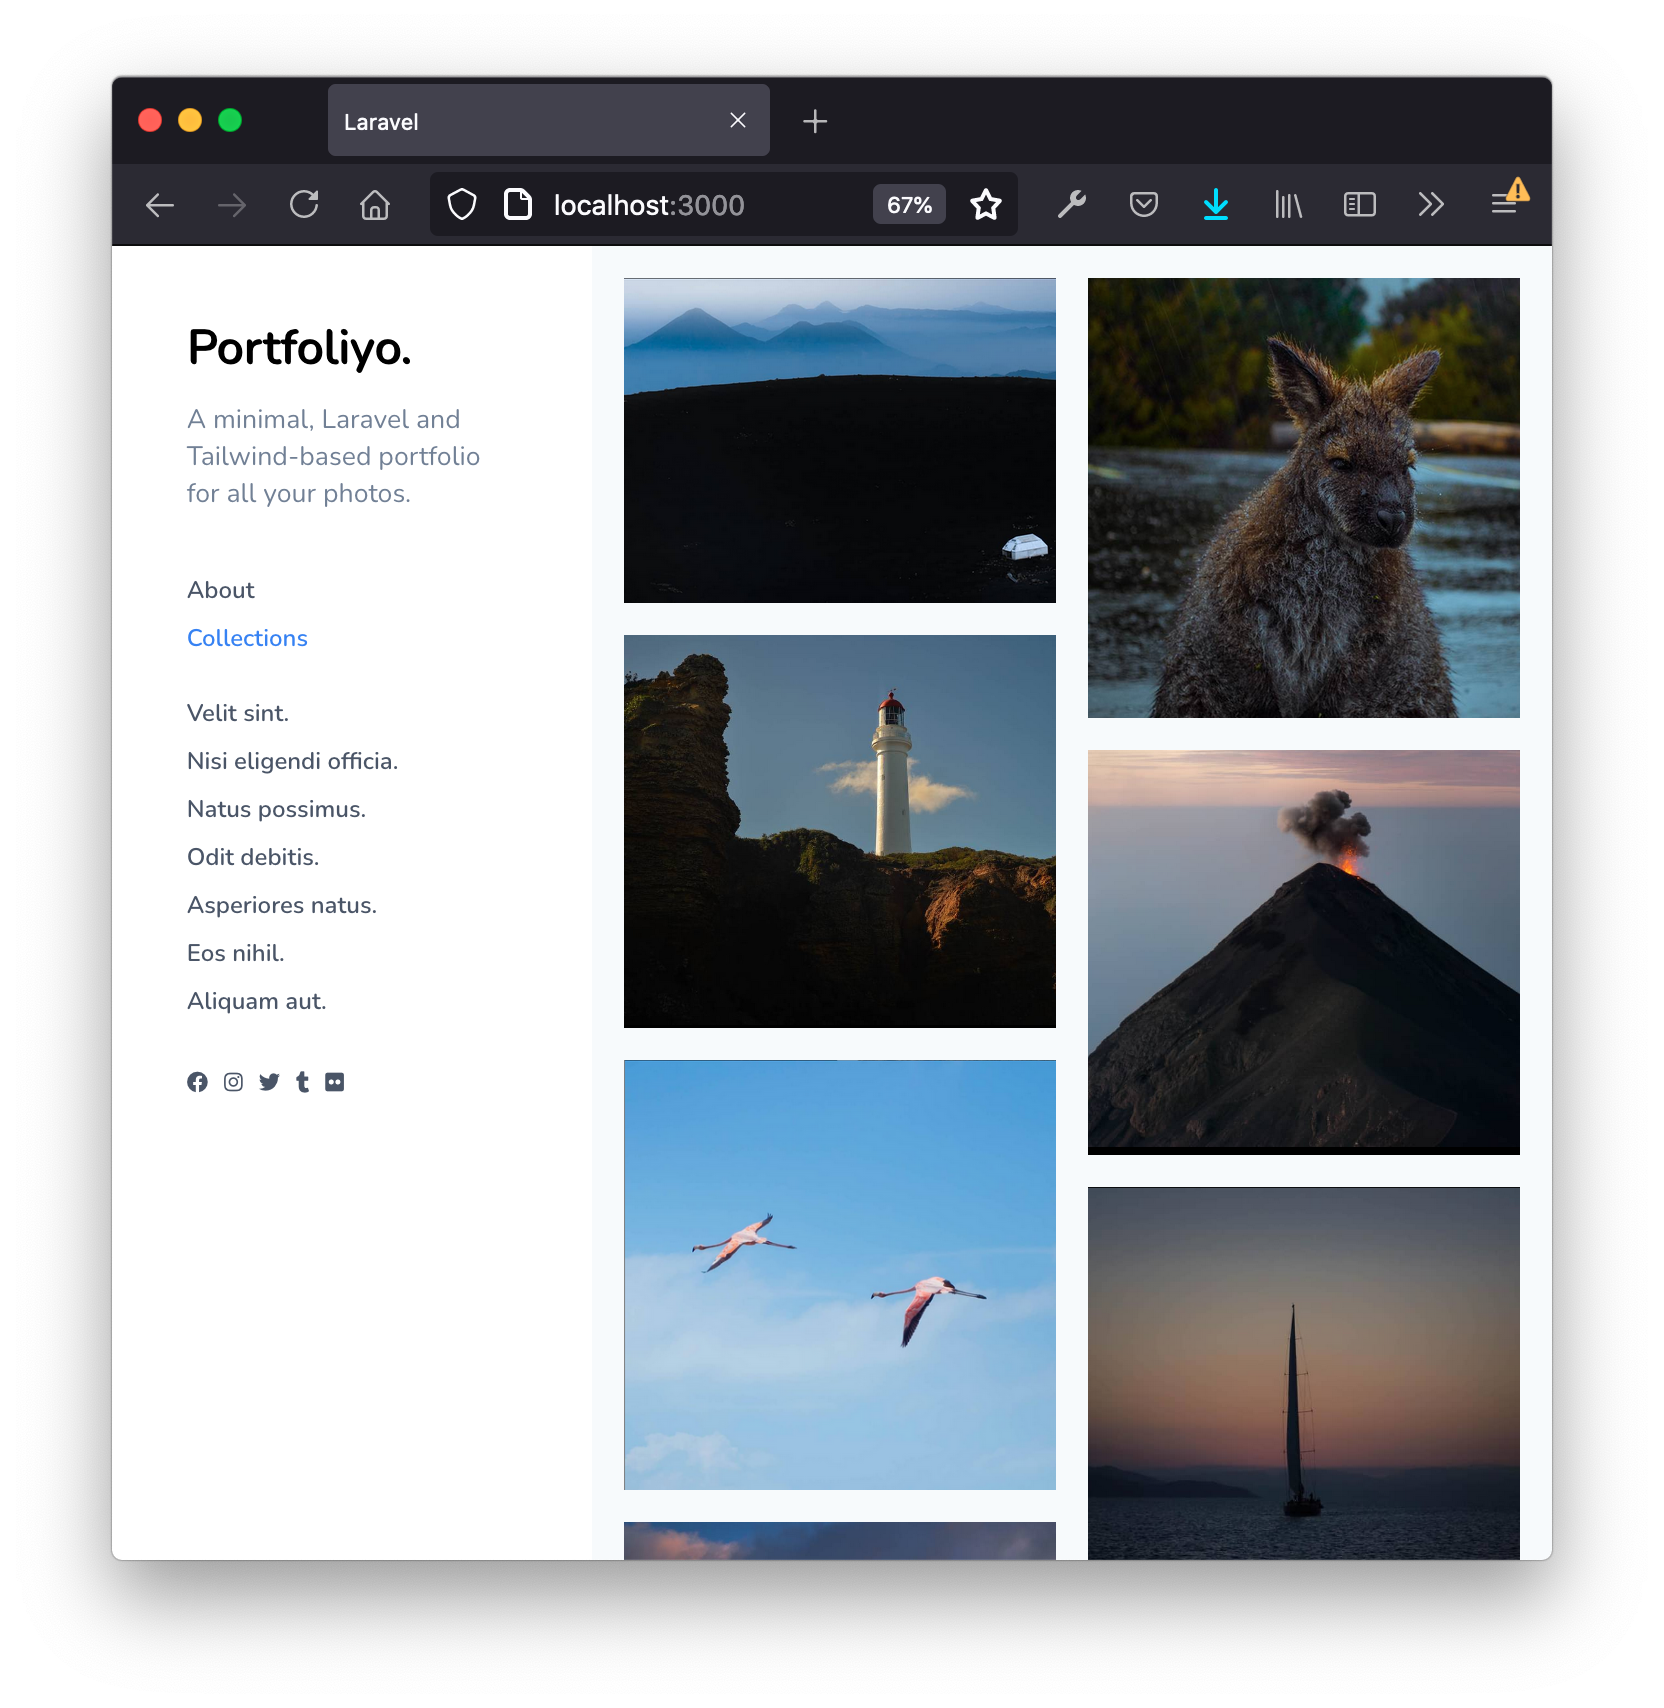 Laravel
localhost:3000
67%
Portfoliyo.
A minimal, Laravel and
Tailwind-based portfolio
for all your photos.
About
Collections
Velit sint.
Nisi eligendi officia.
Natus possimus.
Odit debitis.
Asperiores natus.
Eos nihil.
Aliquam aut.